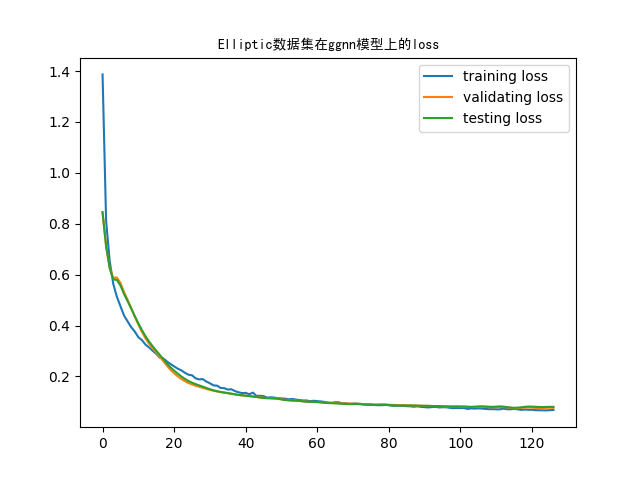 Elliptic数据集在ggnn模型上的loss
training loss
validating loss
testing loss
1.4
1.2
1.0
0.8
0.6
0.4
0.2
0 20 40 60 80 100 120